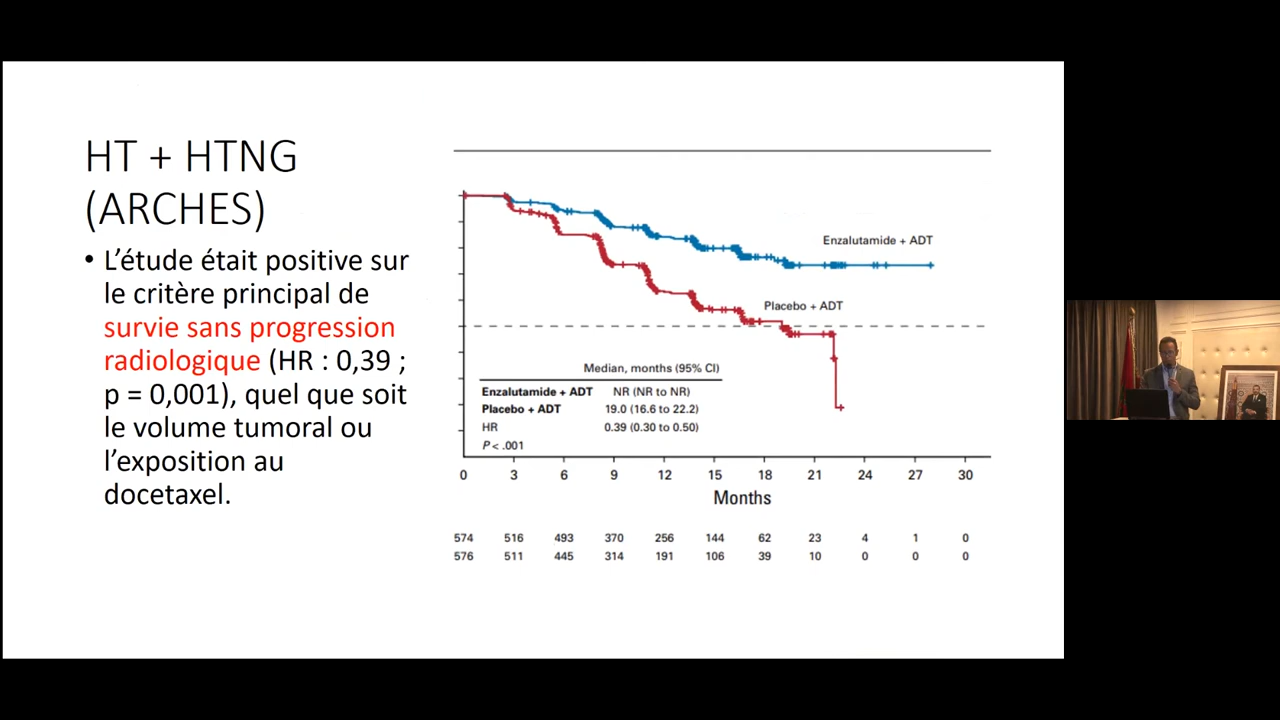 HT + HTNG
(ARCHES)
• L’étude était positive sur
le critère principal de
survie sans progression
radiologique (HR : 0,39 ;
p = 0,001), quel que soit
le volume tumoral ou
l’exposition au
docetaxel.
Enzalutamide + ADT
Placebo + ADT
Median, months (95% CI)
Enzalutamide + ADT NR (NR to NR)
Placebo + ADT 19.0 (16.6 to 22.2)
HR 0.39 (0.30 to 0.50)
P < .001
0 3 6 9 12 15 18 21 24 27 30
Months
574 516 493 370 256 144 62 23 4 1 0
576 511 445 314 191 106 39 10 0 0 0